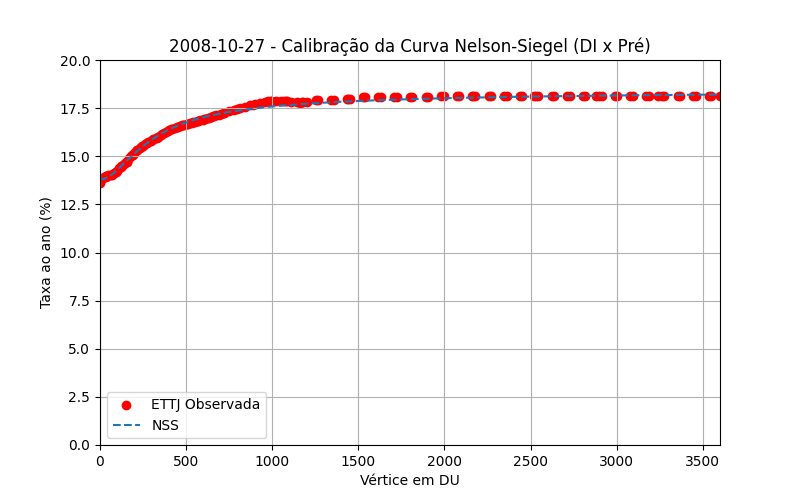 2008-10-27 - Calibração da Curva Nelson-Siegel (DI x Pré)
20.0
17.5
15.0
12.5
10.0
7.5
5.0
2.5
0.0
Taxa ao ano (%)
ETTJ Observada
NSS
0 500 1000 1500 2000 2500 3000 3500
Vértice em DU